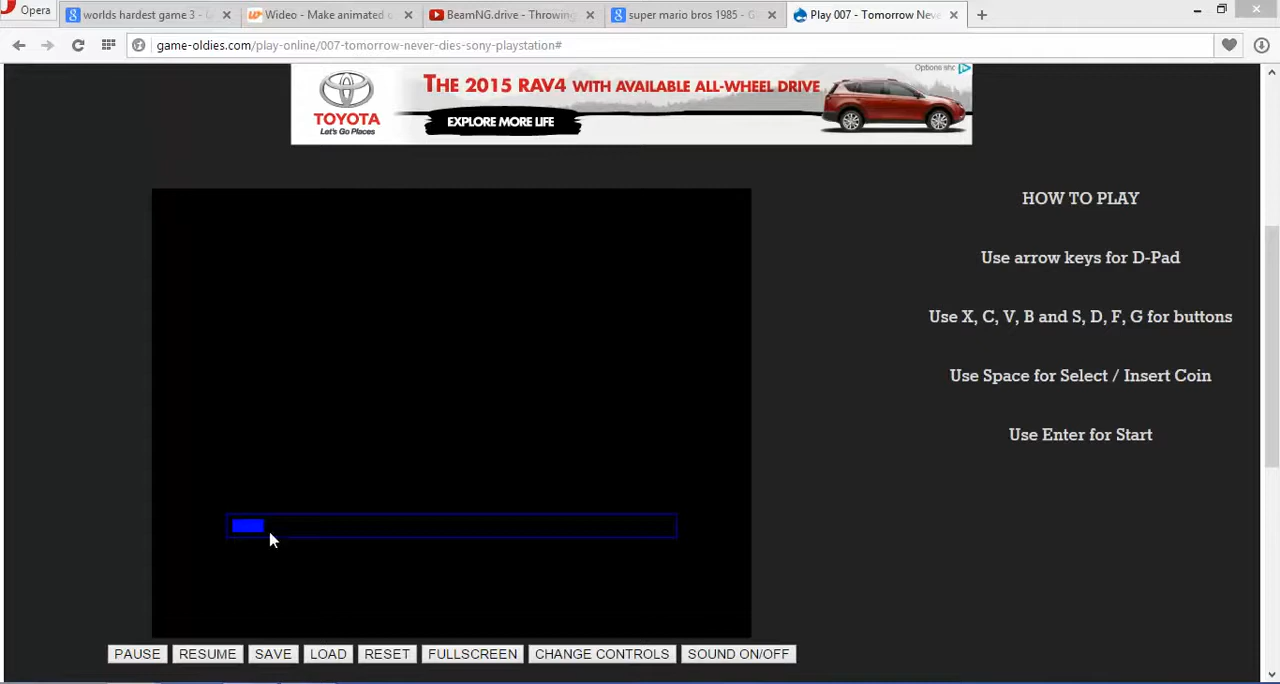 Opera
worlds hardest game 3 - G
Wideo - Make animated
BeamNG.drive - Throwing
super mario bros 1985 - G
Play 007 - Tomorrow Neve
game-oldies.com/play-online/007-tomorrow-never-dies-sony-playstation#
Options
THE 2015 RAV4 WITH AVAILABLE ALL-WHEEL DRIVE
TOYOTA
Let's Go Places
EXPLORE MORE LIFE
HOW TO PLAY
Use arrow keys for D-Pad
Use X, C, V, B and S, D, F, G for buttons
Use Space for Select / Insert Coin
Use Enter for Start
PAUSE RESUME SAVE LOAD RESET FULLSCREEN CHANGE CONTROLS SOUND ON/OFF